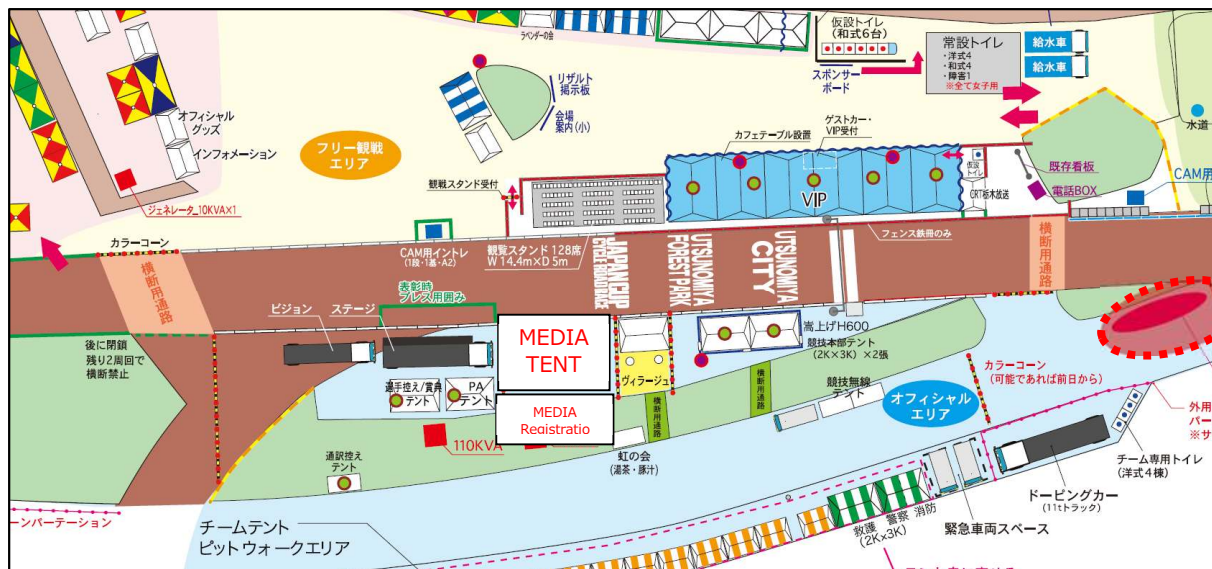 ラベンダーの会
仮設トイレ
(和式6台)
スポンサー
ボード
常設トイレ
・洋式4
・和式4
・障害1
※全て女子用
給水車
給水車
水道
リザルト
掲示板
会場
案内(小)
オフィシャル
グッズ
インフォメーション
フリー観戦
エリア
ジェネレータ_10KVA×1
カフェテーブル設置
ゲストカー・
VIP受付
観戦スタンド受付
VIP
仮設
トイレ
CRT栃木放送
既存看板
電話BOX
CAM用
カラーコーン
横断用通路
CAM用イントレ
(1段・1基・A2)
観覧スタンド 128席
W 14.4m×D 5m
JAPANCUP
CYCLE ROAD RACE
UTSUNOMIYA
FOREST PARK
UTSUNOMIYA
CITY
フェンス鉄冊のみ
横断用通路
表彰時
プレス用囲み
ビジョン
ステージ
MEDIA
TENT
嵩上げH600
競技本部テント
(2K×3K) ×2張
後に閉鎖
残り2周回で
横断禁止
選手控え/賞典
テント
PA
テント
MEDIA
Registratio
ヴィラージュ
横断用通路
横断用通路
競技無線
テント
オフィシャル
エリア
カラーコーン
(可能であれば前日から)
110KVA
虹の会
(湯茶・豚汁)
通訳控え
テント
外用
パー
※サ
チーム専用トイレ
(洋式4棟)
ドーピングカー
(11tトラック)
緊急車両スペース
救護 警察 消防
(2K×3K)
ーンパーテーション
チームテント
ピットウォークエリア